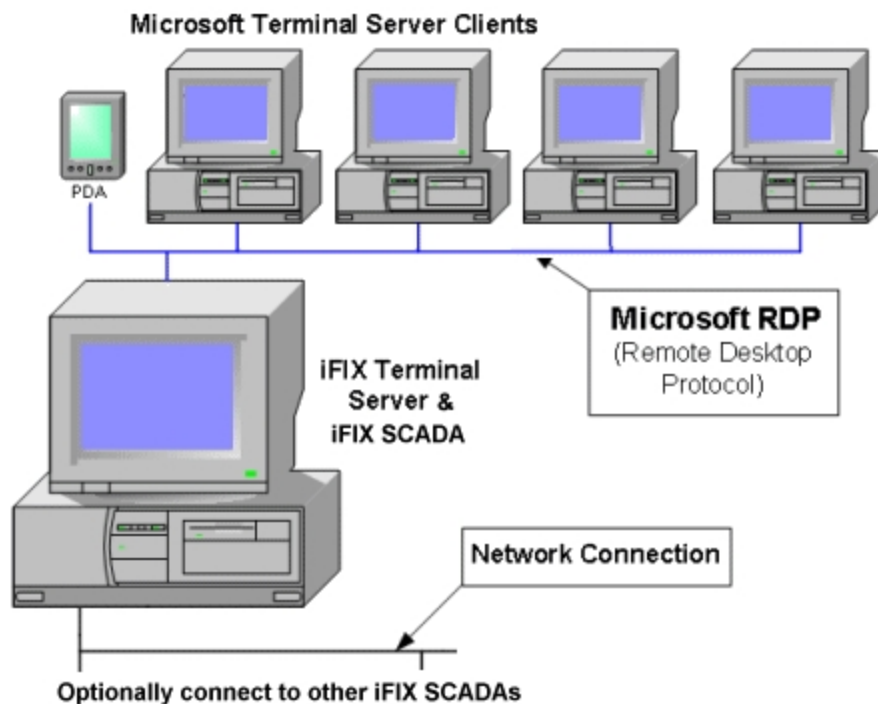 Microsoft Terminal Server Clients
PDA
Microsoft RDP
(Remote Desktop
Protocol)
iFIX Terminal
Server &
iFIX SCADA
Network Connection
Optionally connect to other iFIX SCADAs